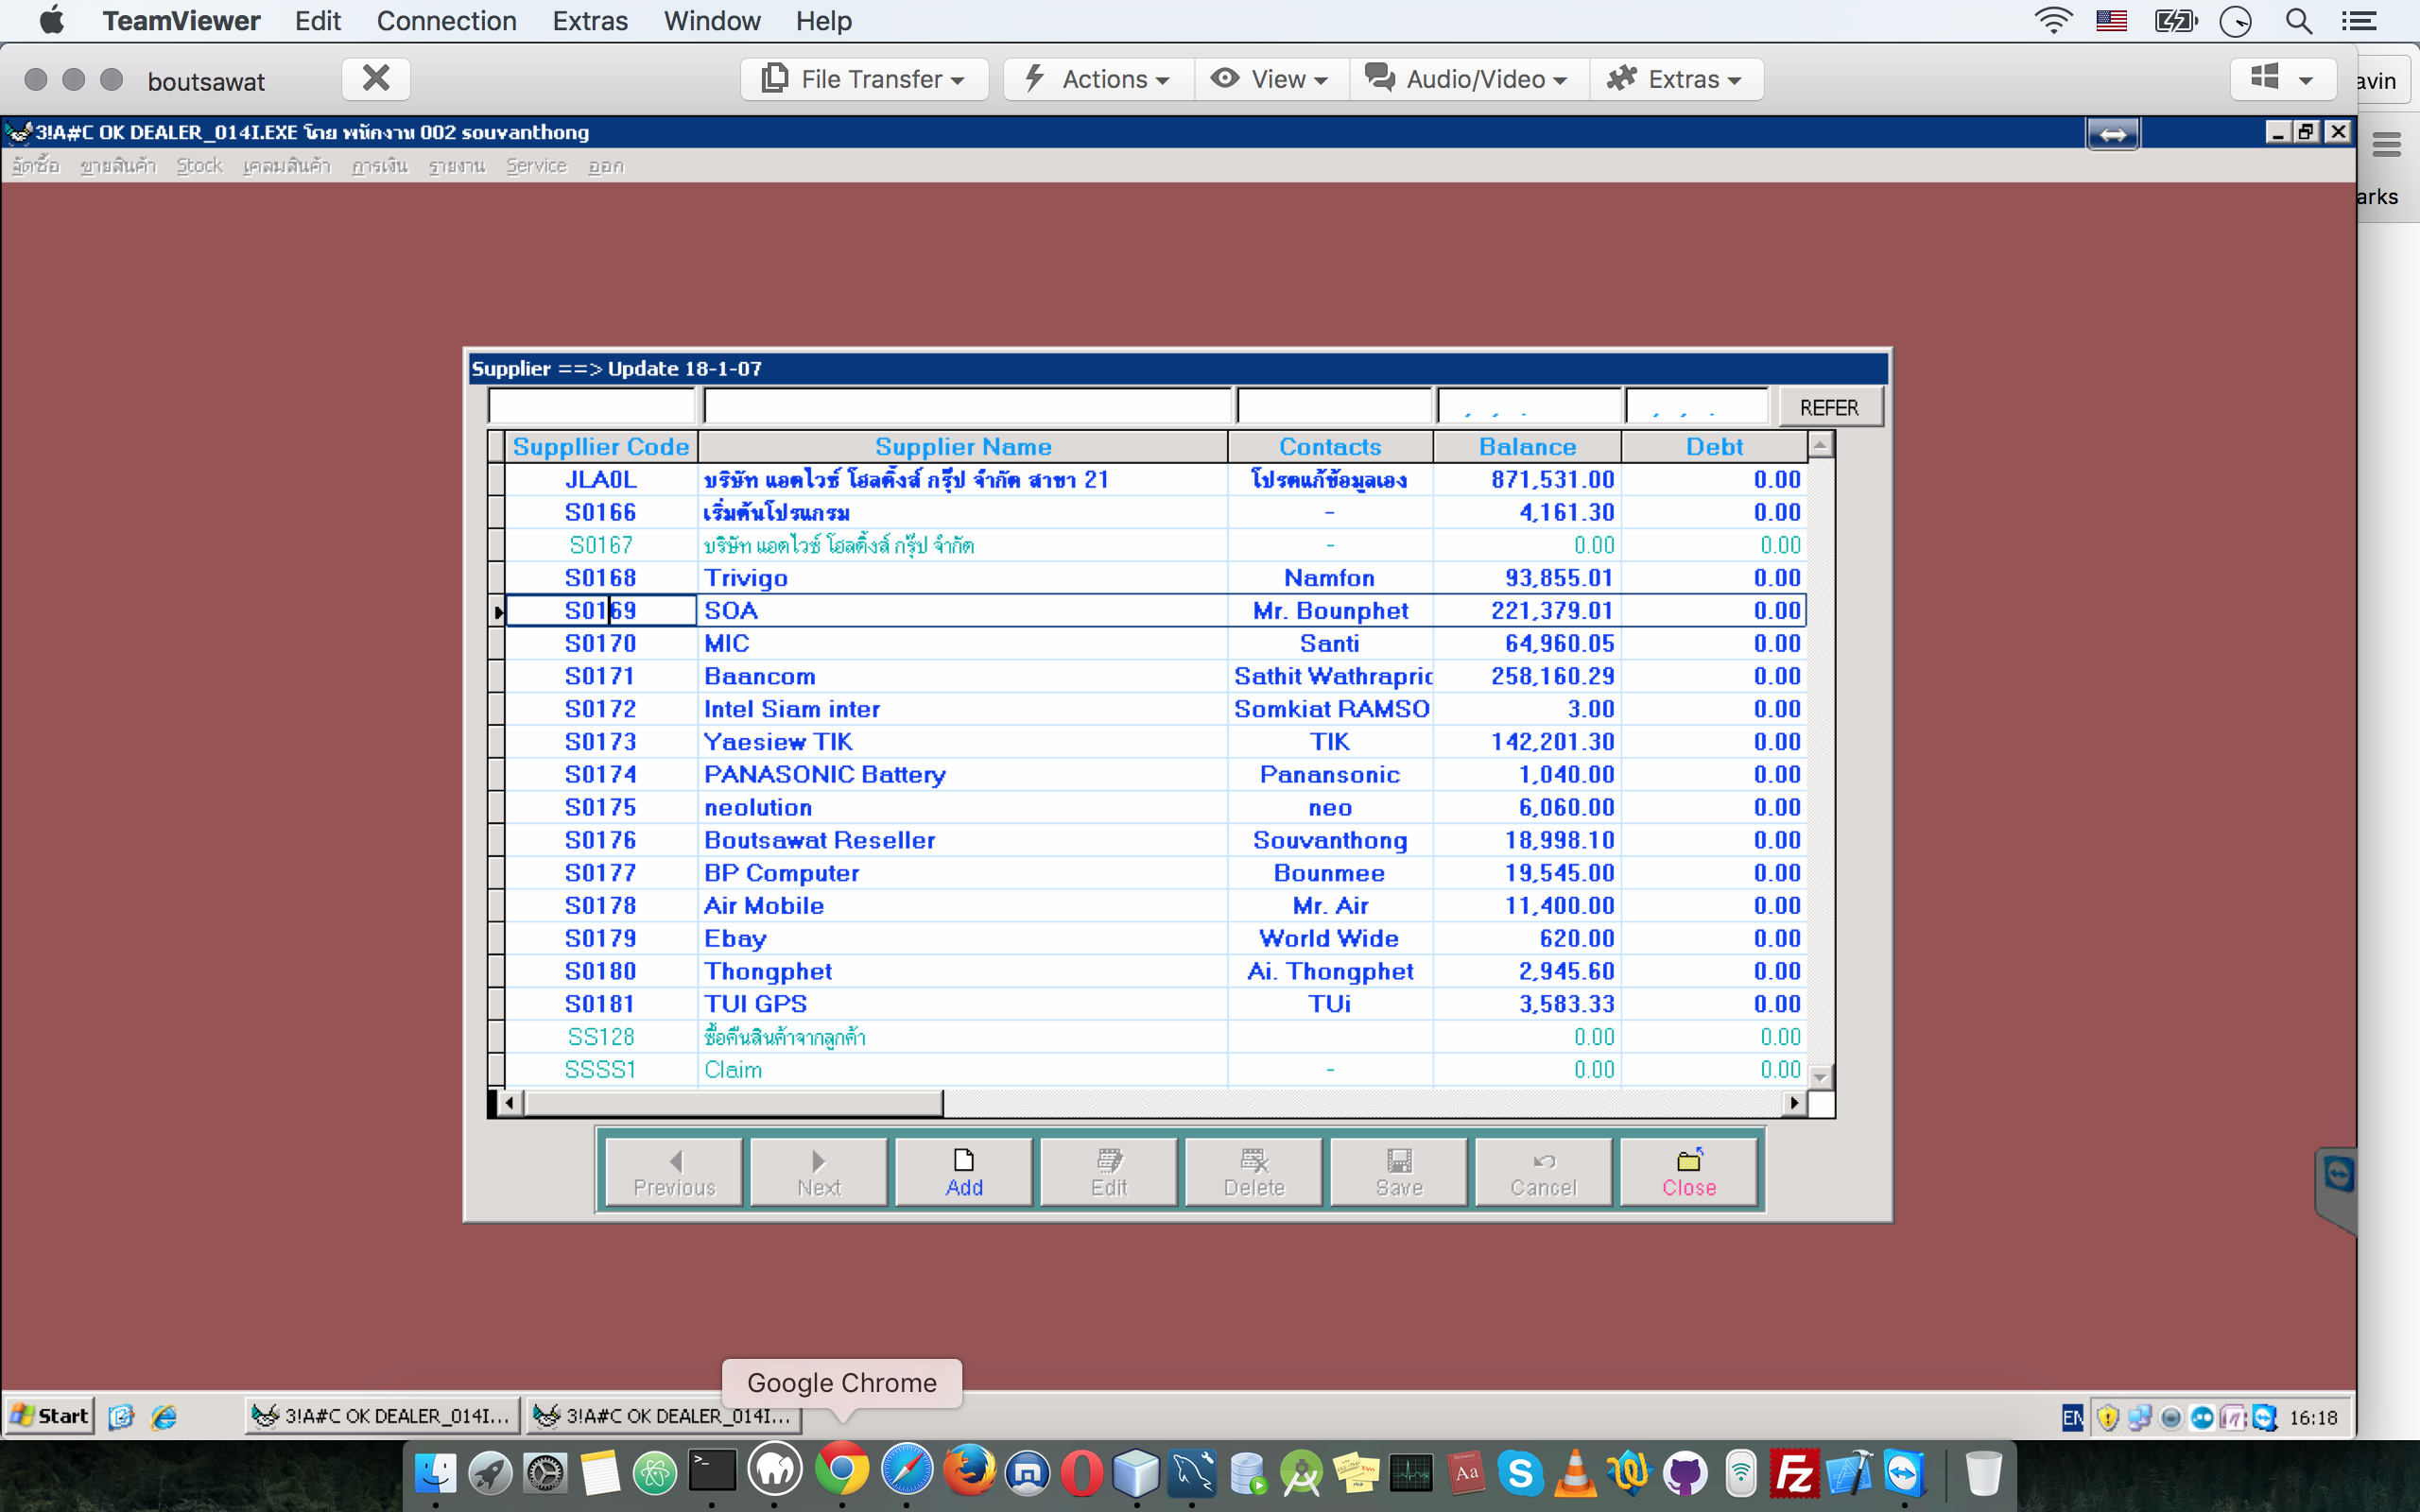 TeamViewer Edit Connection Extras Window Help
boutsawat File Transfer Actions View Audio/Video Extras avin
3!A#C OK DEALER_014I.EXE โดย พนักงาน 002 souvanthong
จัดซื้อ ขายสินค้า Stock เคลมสินค้า การเงิน รายงาน Service ออก
arks
Supplier ==> Update 18-1-07
REFER
Suppllier Code Supplier Name Contacts Balance Debt
JLA0L บริษัท แอดไวซ์ โฮลดิ้งส์ กรุ๊ป จำกัด สาขา 21 โปรดแก้ข้อมูลเอง 871,531.00 0.00
S0166 เริ่มต้นโปรแกรม - 4,161.30 0.00
S0167 บริษัท แอดไวซ์ โฮลดิ้งส์ กรุ๊ป จำกัด - 0.00 0.00
S0168 Trivigo Namfon 93,855.01 0.00
S0169 SOA Mr. Bounphet 221,379.01 0.00
S0170 MIC Santi 64,960.05 0.00
S0171 Baancom Sathit Wathrapric 258,160.29 0.00
S0172 Intel Siam inter Somkiat RAMSO 3.00 0.00
S0173 Yaesiew TIK TIK 142,201.30 0.00
S0174 PANASONIC Battery Panansonic 1,040.00 0.00
S0175 neolution neo 6,060.00 0.00
S0176 Boutsawat Reseller Souvanthong 18,998.10 0.00
S0177 BP Computer Bounmee 19,545.00 0.00
S0178 Air Mobile Mr. Air 11,400.00 0.00
S0179 Ebay World Wide 620.00 0.00
S0180 Thongphet Ai. Thongphet 2,945.60 0.00
S0181 TUI GPS TUi 3,583.33 0.00
SS128 ซื้อคืนสินค้าจากลูกค้า 0.00 0.00
SSSS1 Claim - 0.00 0.00
Previous Next Add Edit Delete Save Cancel Close
Google Chrome
Start 3!A#C OK DEALER_014I... 3!A#C OK DEALER_014I... EN 16:18